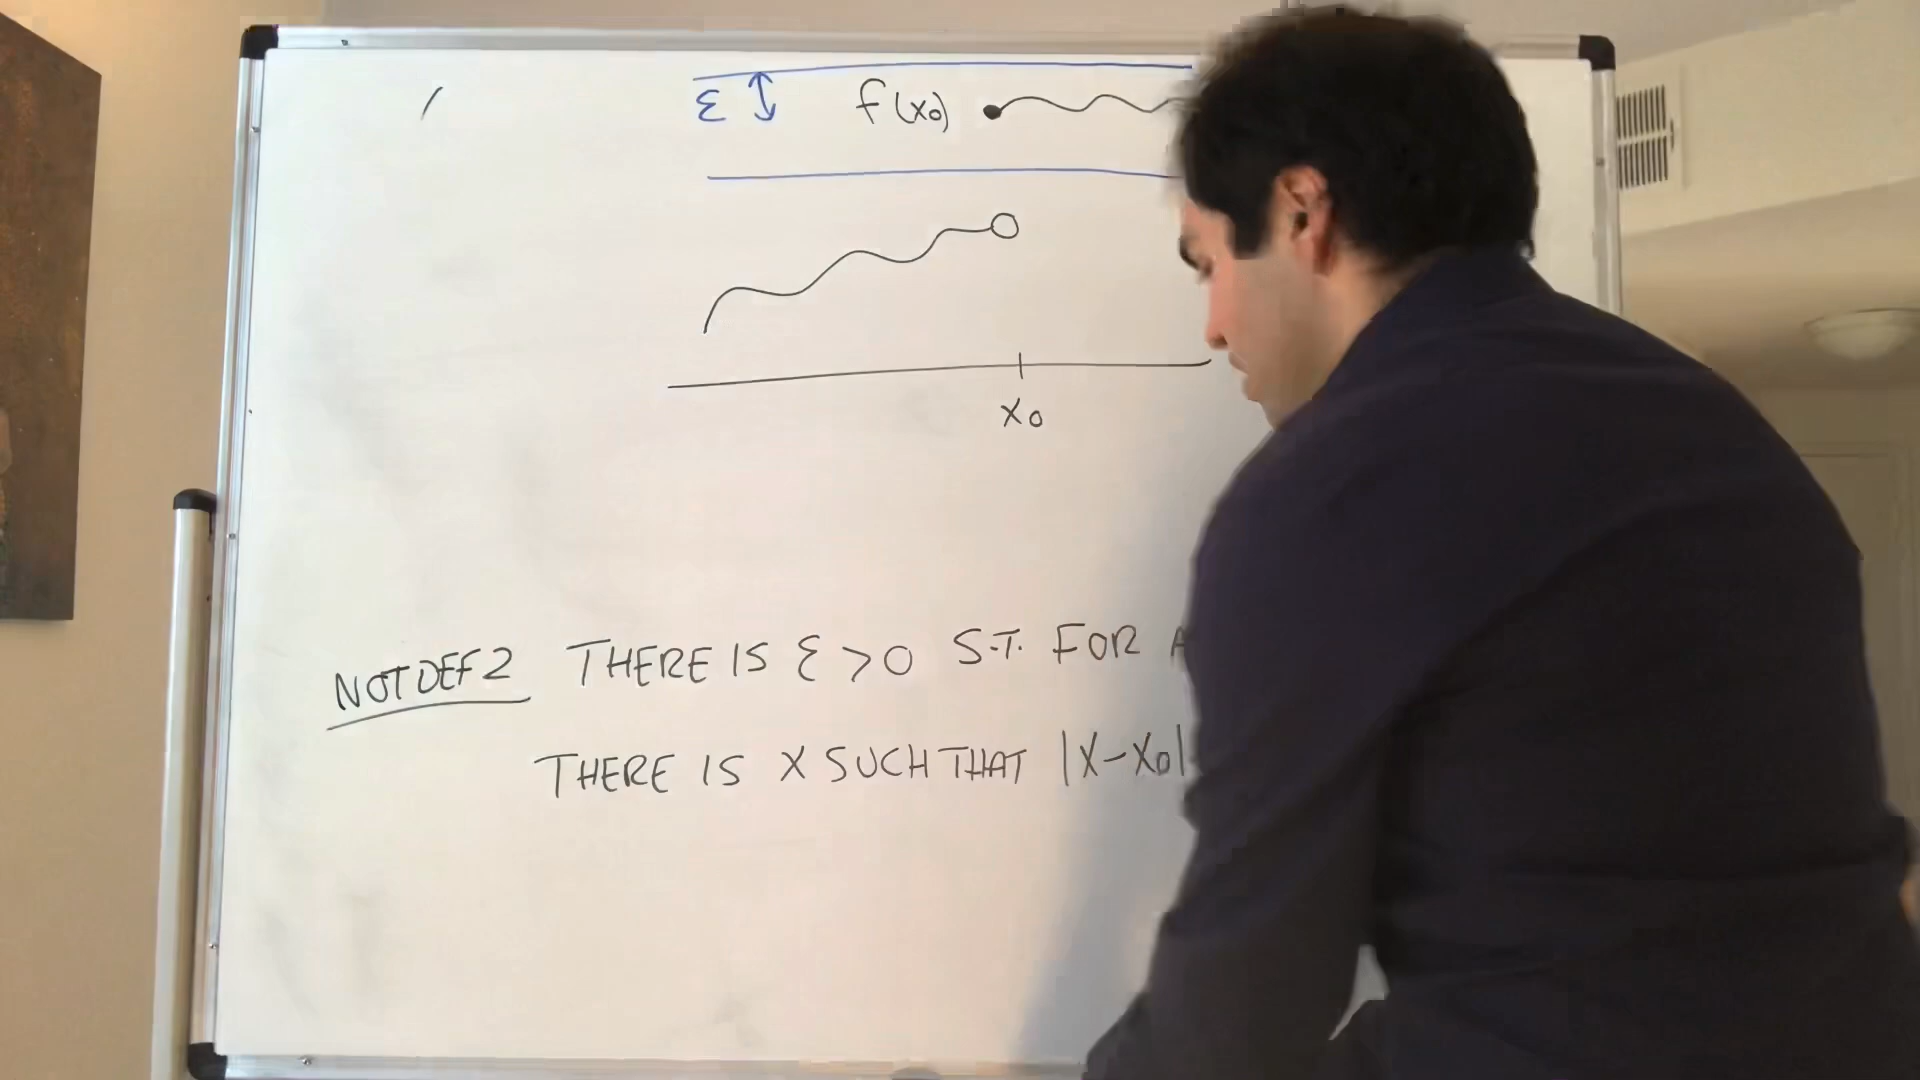 ε f(x₀)
x₀
NOT DEF 2 THERE IS ε > 0 S.T. FOR
THERE IS X SUCH THAT |X-X₀|